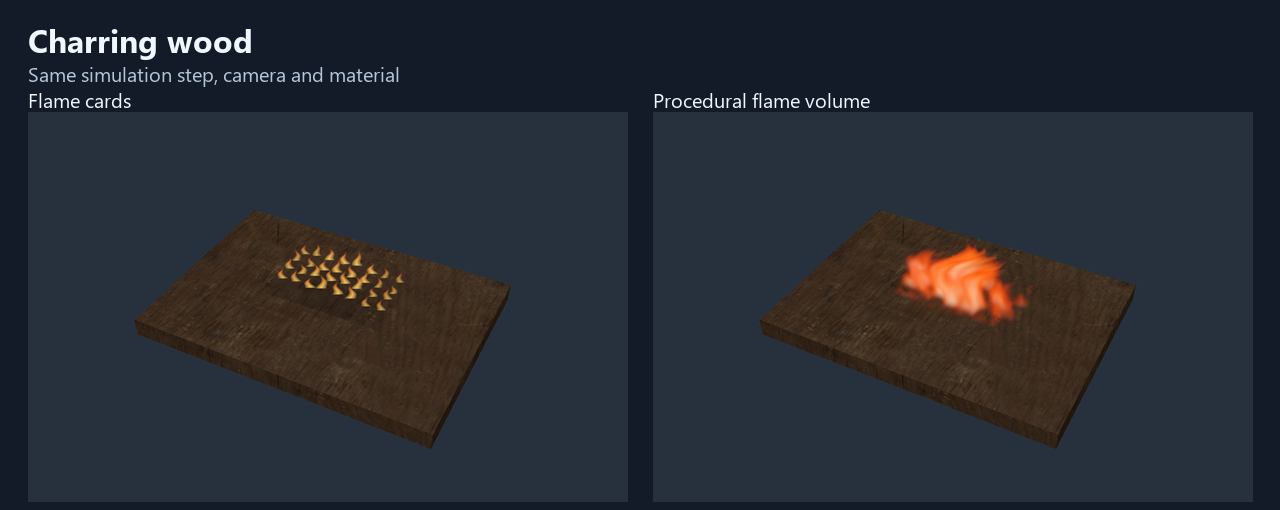 Charring wood
Same simulation step, camera and material
Flame cards
Procedural flame volume